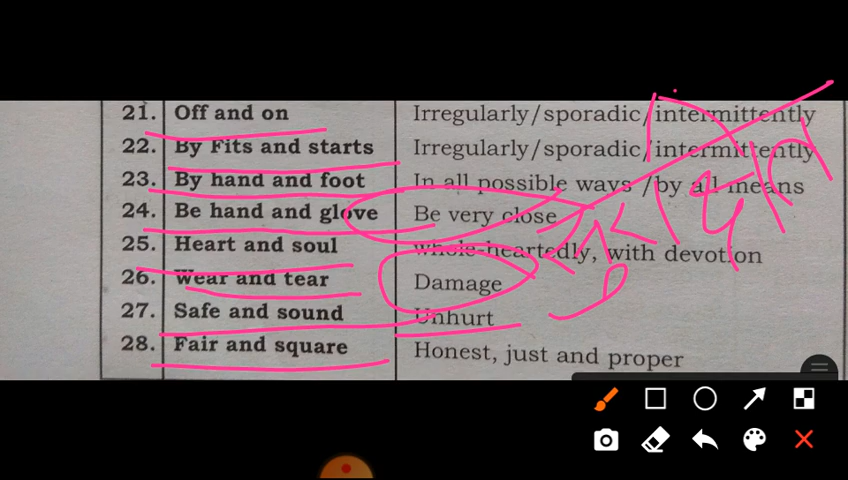 21. Off and on Irregularly/sporadic/intermittently
22. By Fits and starts Irregularly/sporadic/intermittently
23. By hand and foot In all possible ways /by all means
24. Be hand and glove Be very close
25. Heart and soul whole-heartedly, with devotion
26. Wear and tear Damage
27. Safe and sound Unhurt
28. Fair and square Honest, just and proper